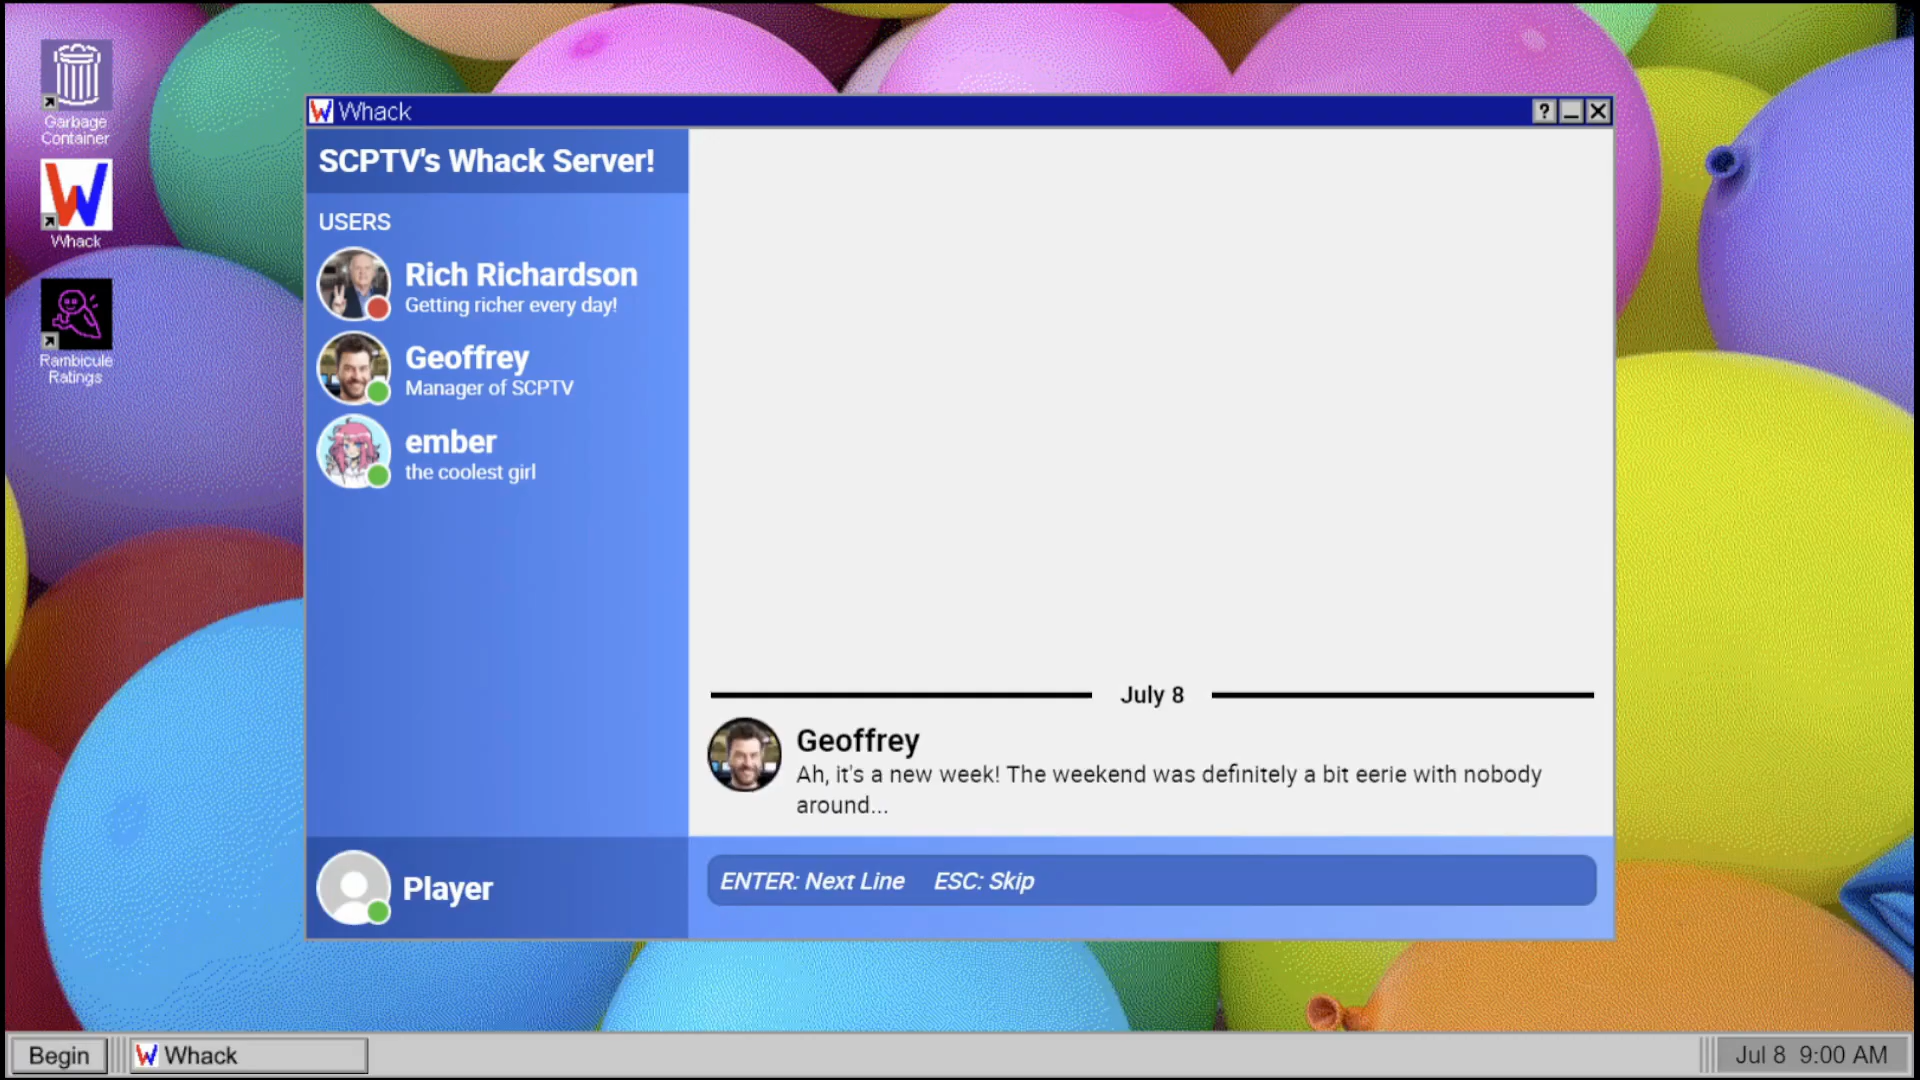 Garbage
Container
Whack
Rambicule
Ratings
W Whack
? _ X
SCPTV's Whack Server!
USERS
Rich Richardson
Getting richer every day!
Geoffrey
Manager of SCPTV
ember
the coolest girl
July 8
Geoffrey
Ah, it's a new week! The weekend was definitely a bit eerie with nobody
around...
Player
ENTER: Next Line ESC: Skip
Begin
W Whack
Jul 8 9:00 AM